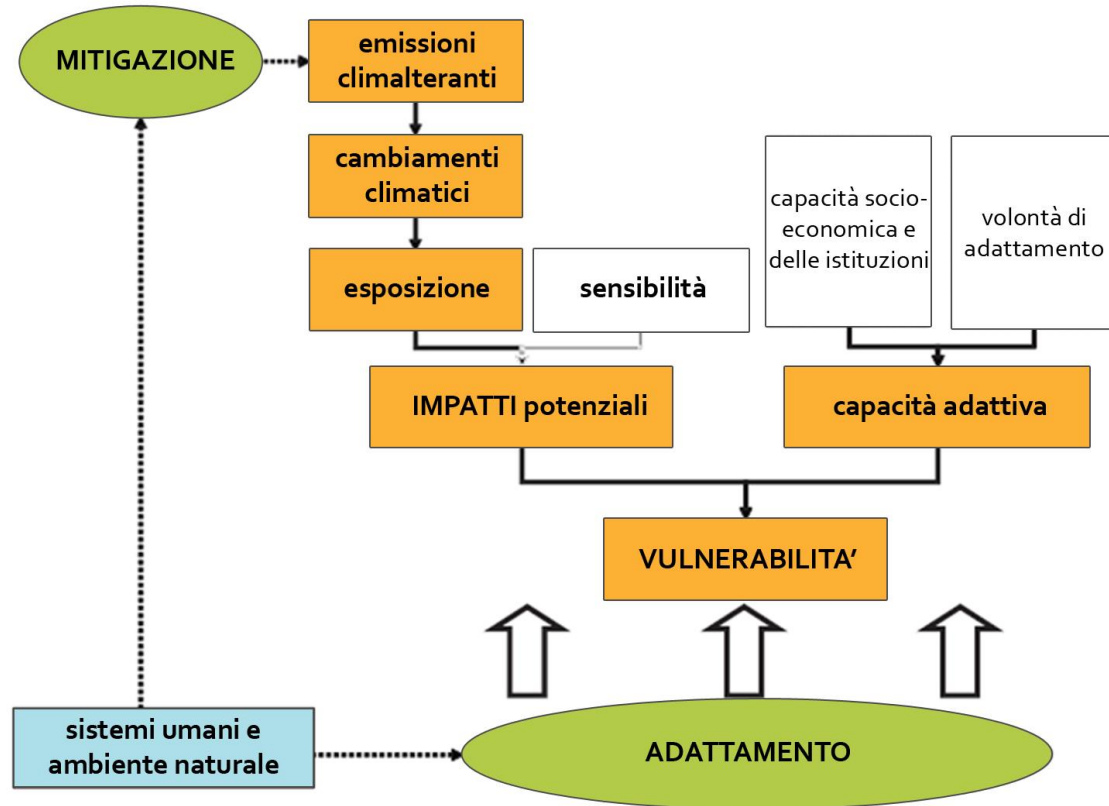 MITIGAZIONE
emissioni
climalteranti
cambiamenti
climatici
capacità socio-
economica e
delle istituzioni
volontà di
adattamento
esposizione
sensibilità
IMPATTI potenziali
capacità adattiva
VULNERABILITA’
sistemi umani e
ambiente naturale
ADATTAMENTO